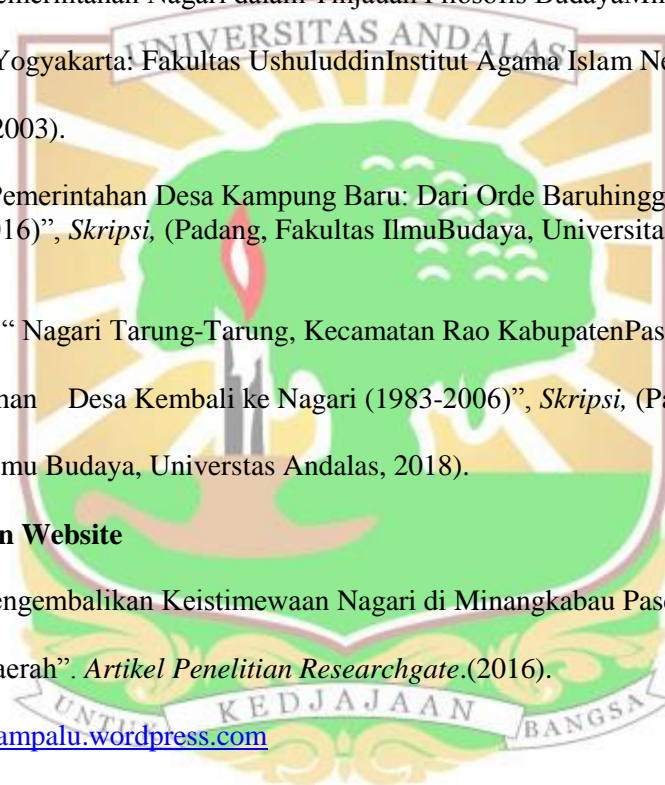 emerintahan Nagari dalam Tinjauan Filosofis BudayaMin
UNIVERSITAS ANDALAS
Yogyakarta: Fakultas UshuluddinInstitut Agama Islam Ne
2003).
Pemerintahan Desa Kampung Baru: Dari Orde Baruhingg
016)”, Skripsi, (Padang, Fakultas IlmuBudaya, Universita
“ Nagari Tarung-Tarung, Kecamatan Rao KabupatenPas
han Desa Kembali ke Nagari (1983-2006)”, Skripsi, (Pa
mu Budaya, Universtas Andalas, 2018).
n Website
engembalikan Keistimewaan Nagari di Minangkabau Pasc
aerah”. Artikel Penelitian Researchgate.(2016).
UNTUK KEDJAJAAN BANGSA
ampalu.wordpress.com